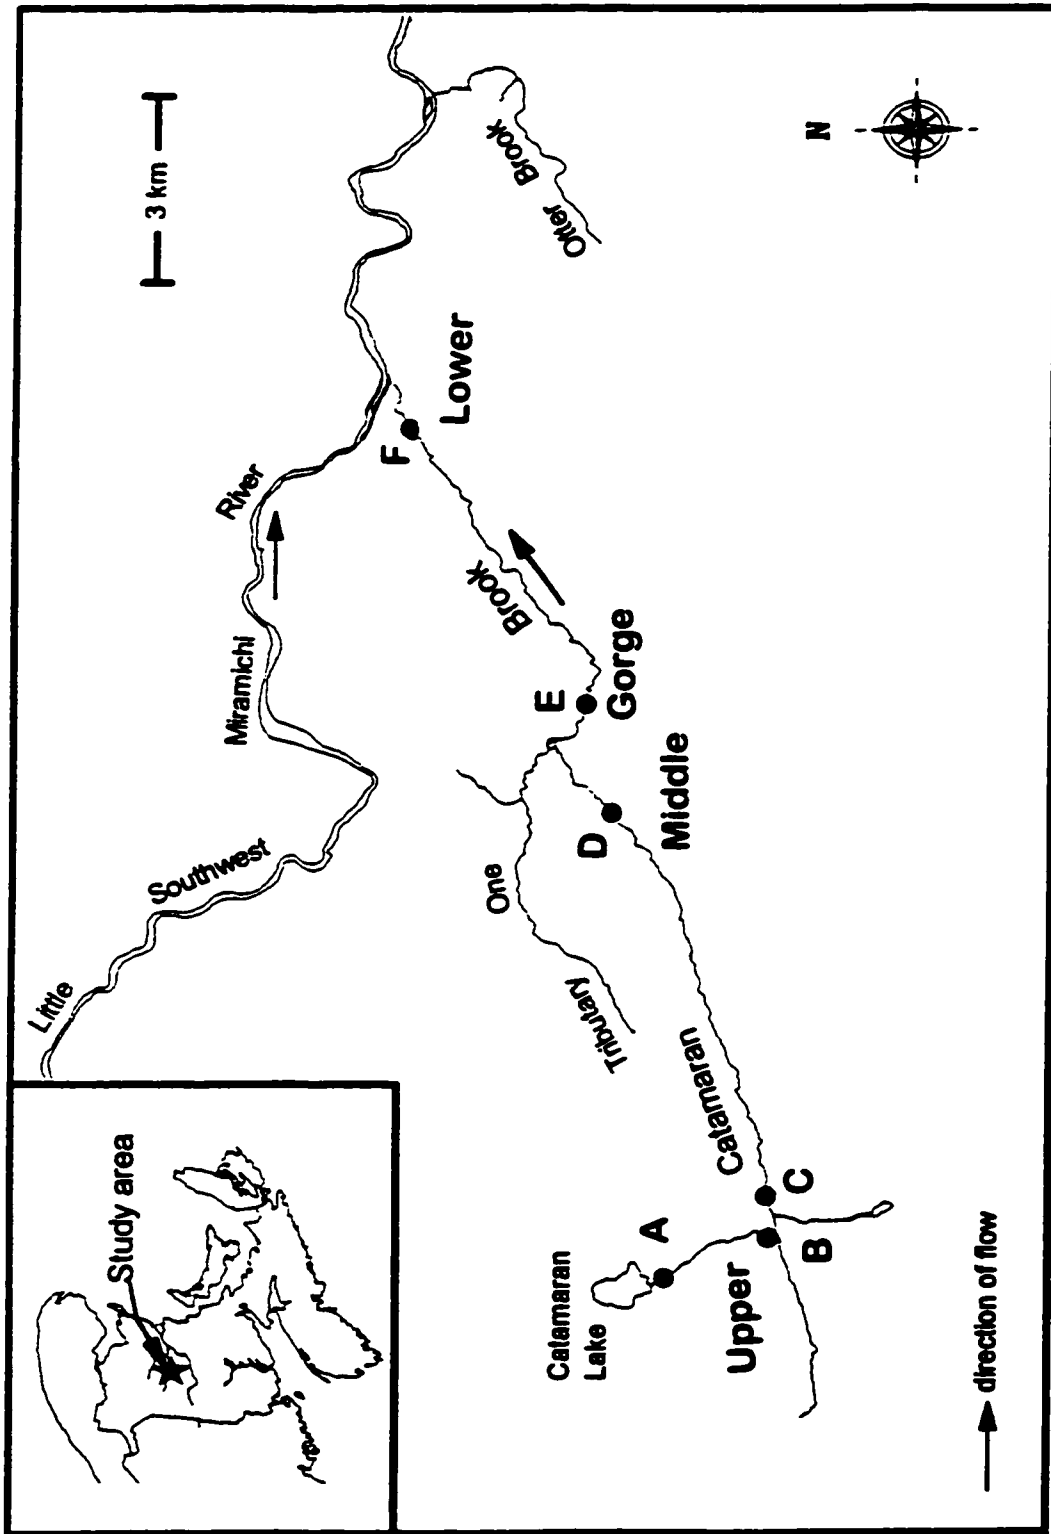 Study area
Little
Southwest
Miramichi
River
3 km
N
Otter Brook
Lower
F
Brook
E
Gorge
One
Tributary
D
Middle
Catamaran
Catamaran
Lake
A
Upper
B
C
direction of flow